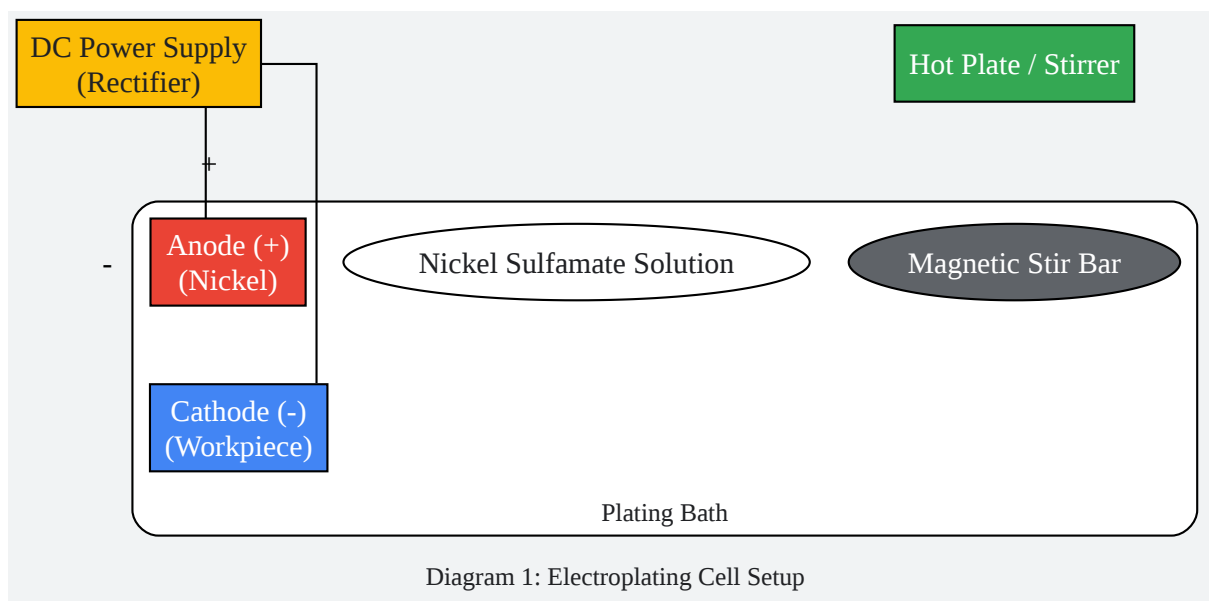 DC Power Supply
(Rectifier)
Hot Plate / Stirrer
+
-
Anode (+)
(Nickel)
Nickel Sulfamate Solution
Magnetic Stir Bar
Cathode (-)
(Workpiece)
Plating Bath
Diagram 1: Electroplating Cell Setup